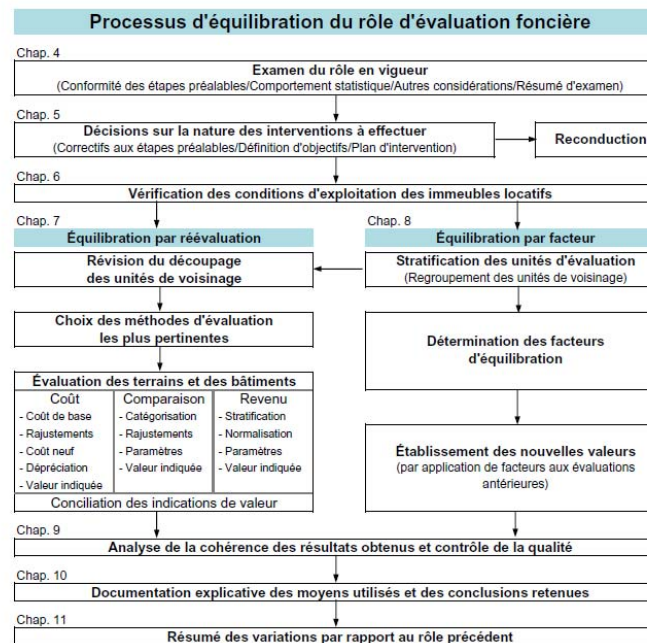 Processus d'équilibration du rôle d'évaluation foncière
Chap. 4
Examen du rôle en vigueur
(Conformité des étapes préalables/Comportement statistique/Autres considérations/Résumé d'examen)
Chap. 5
Décisions sur la nature des interventions à effectuer
(Correctifs aux étapes préalables/Définition d'objectifs/Plan d'intervention)
Reconduction
Chap. 6
Vérification des conditions d'exploitation des immeubles locatifs
Chap. 7
Équilibration par réévaluation
Révision du découpage
des unités de voisinage
Choix des méthodes d'évaluation
les plus pertinentes
Évaluation des terrains et des bâtiments
Coût
- Coût de base
- Rajustements
- Coût neuf
- Dépréciation
- Valeur indiquée
Comparaison
- Catégorisation
- Rajustements
- Paramètres
- Valeur indiquée
Revenu
- Stratification
- Normalisation
- Paramètres
- Valeur indiquée
Conciliation des indications de valeur
Chap. 8
Équilibration par facteur
Stratification des unités d'évaluation
(Regroupement des unités de voisinage)
Détermination des facteurs
d'équilibration
Établissement des nouvelles valeurs
(par application de facteurs aux évaluations
antérieures)
Chap. 9
Analyse de la cohérence des résultats obtenus et contrôle de la qualité
Chap. 10
Documentation explicative des moyens utilisés et des conclusions retenues
Chap. 11
Résumé des variations par rapport au rôle précédent